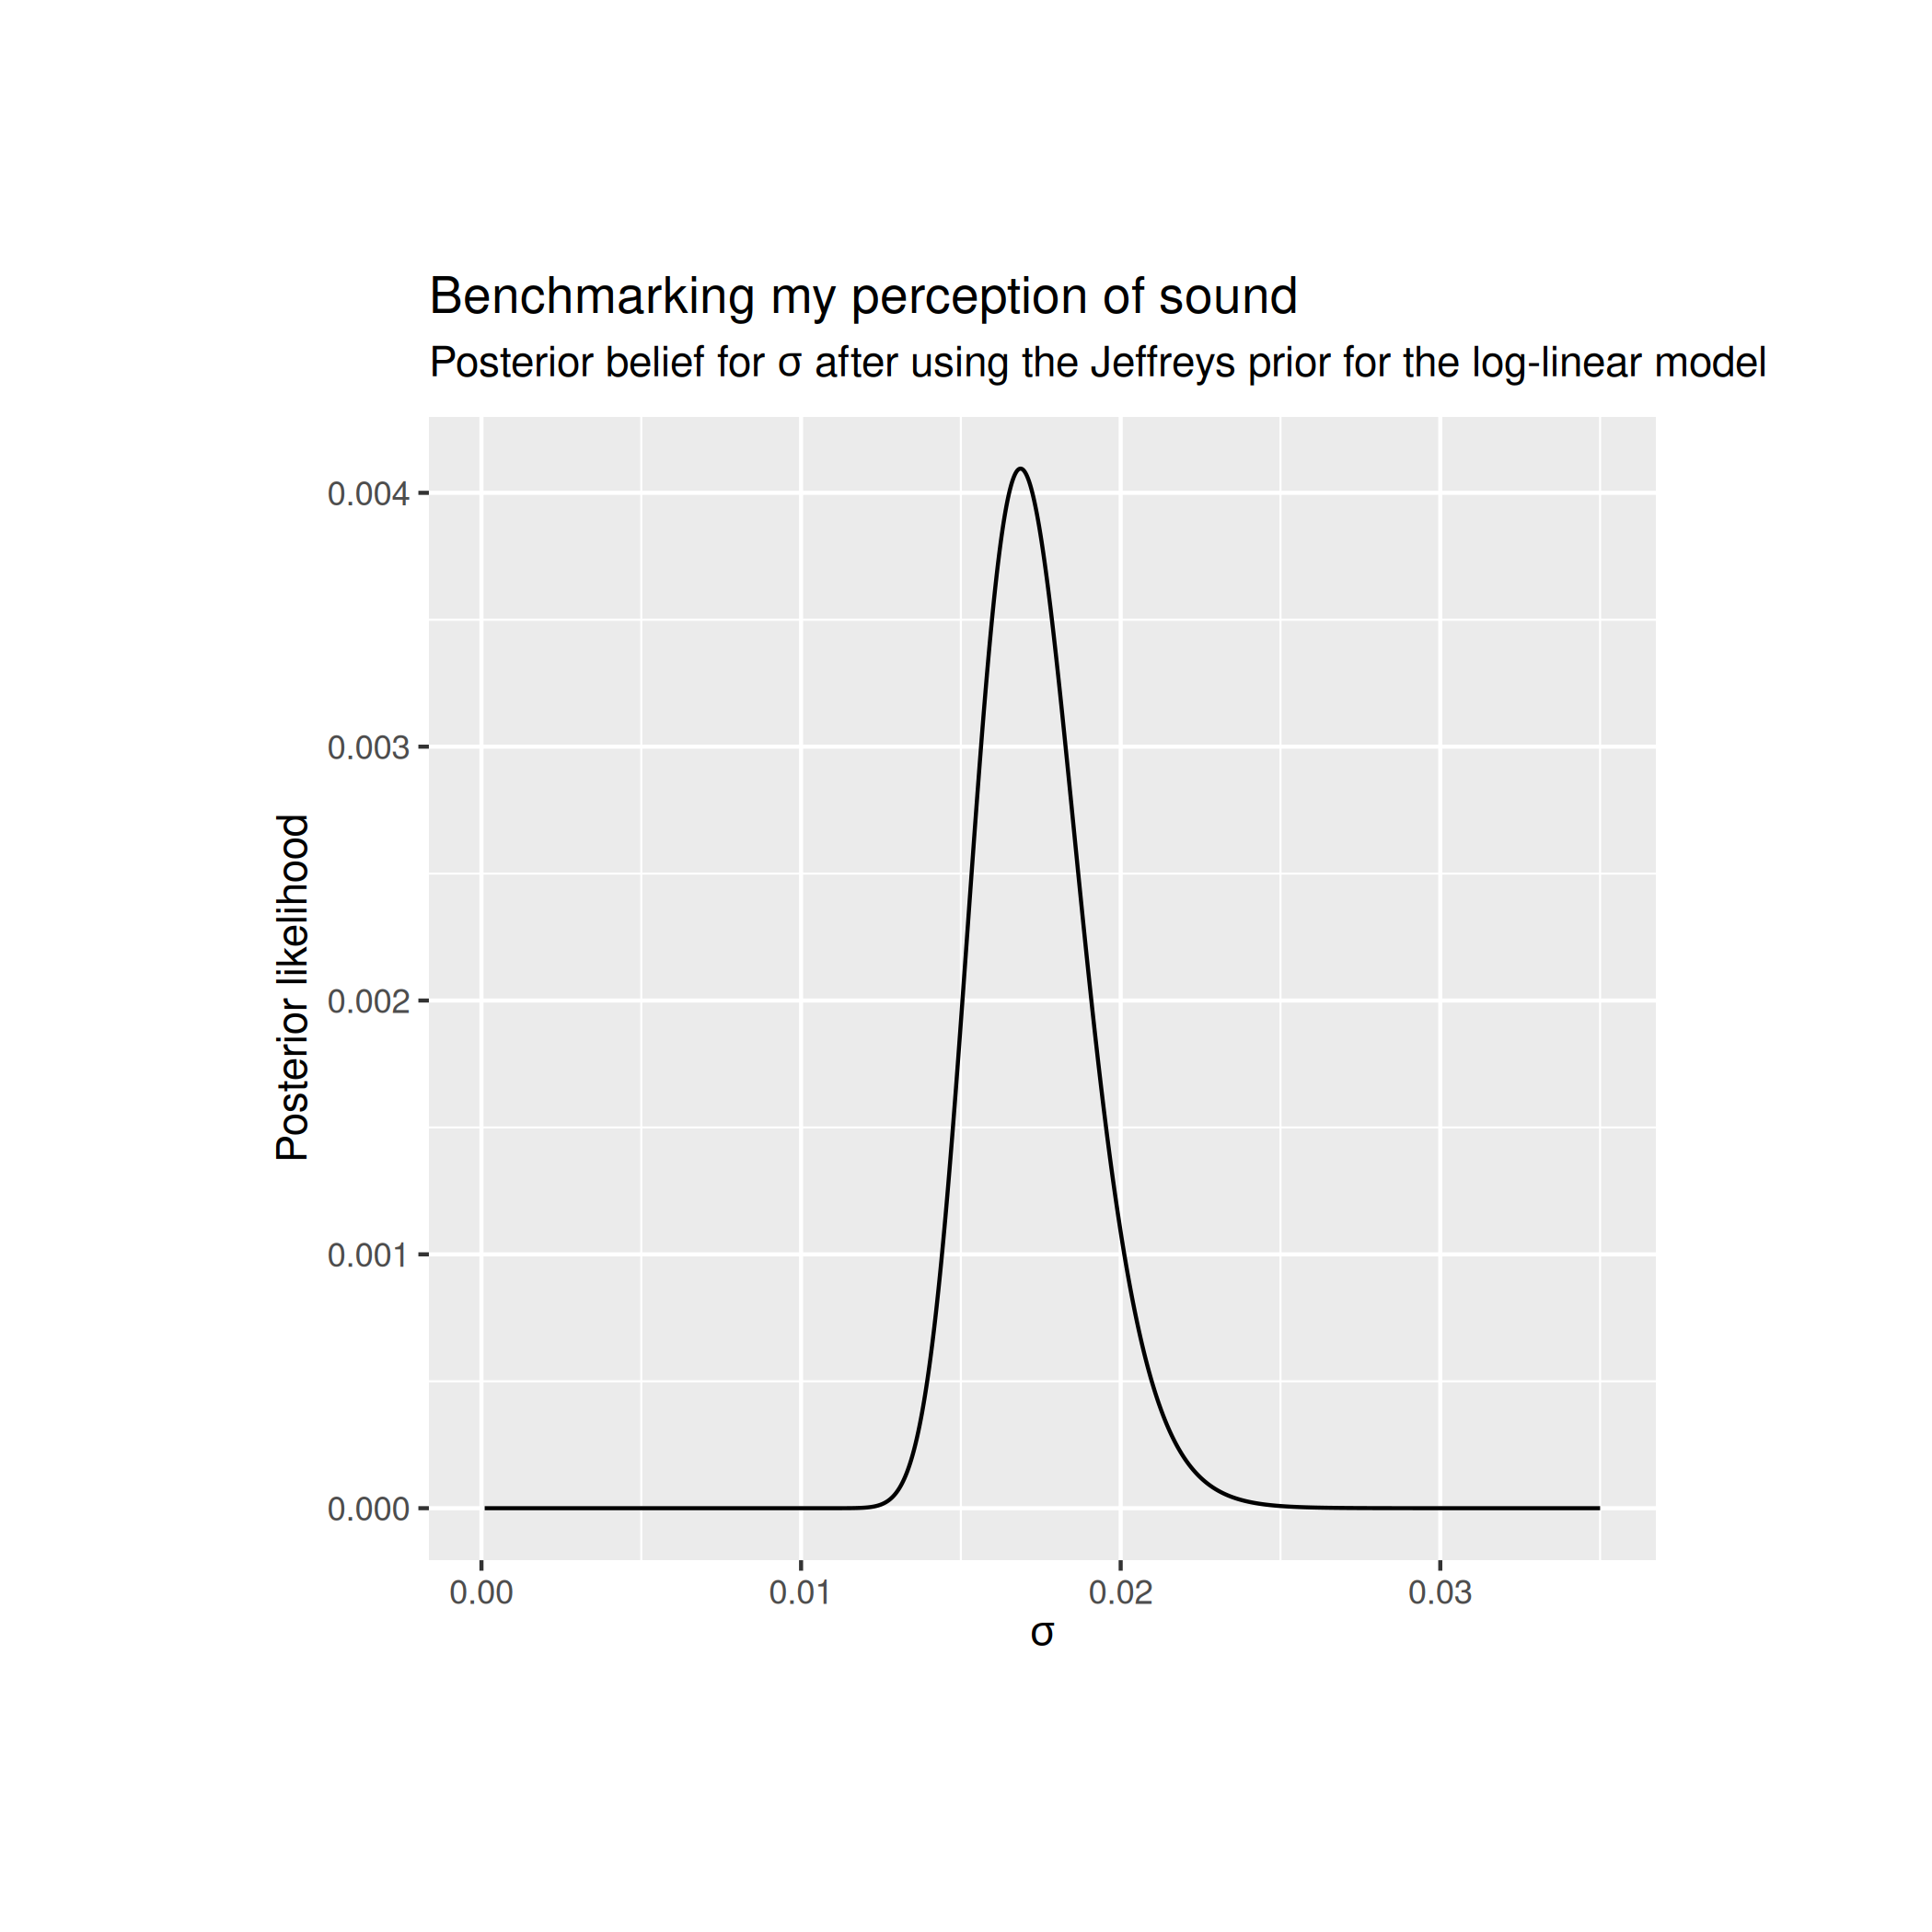 Benchmarking my perception of sound
Posterior belief for σ after using the Jeffreys prior for the log-linear model
Posterior likelihood
0.004
0.003
0.002
0.001
0.000
0.00 0.01 0.02 0.03
σ